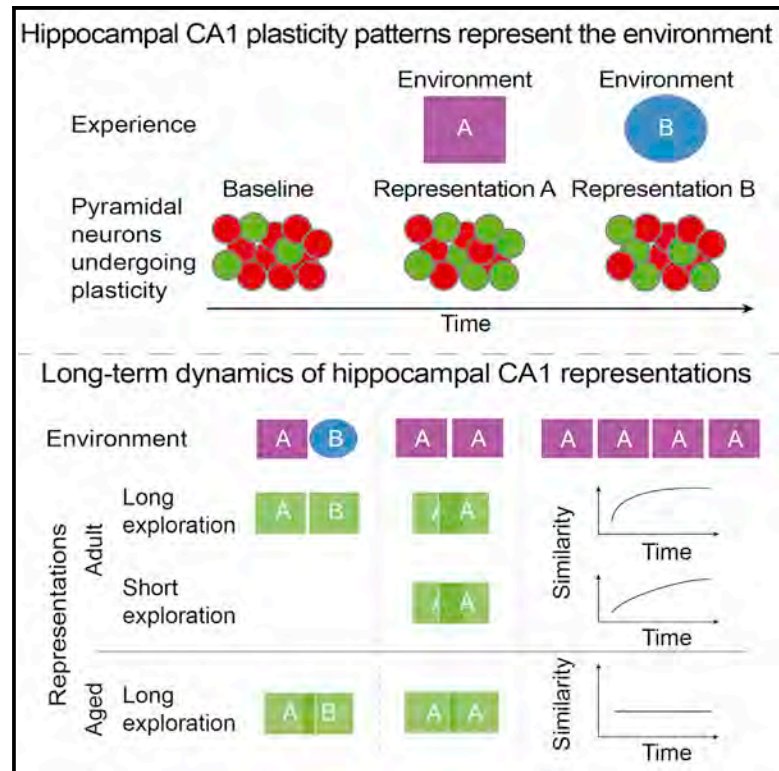 Hippocampal CA1 plasticity patterns represent the environment
Environment Environment
Experience
A B
Baseline Representation A Representation B
Pyramidal
neurons
undergoing
plasticity
Time
Long-term dynamics of hippocampal CA1 representations
Environment
A B A A A A A A
Representations
Adult
Long
exploration
A B A A
Similarity
Time
Short
exploration
A A
Similarity
Time
Aged
Long
exploration
A B A A
Similarity
Time